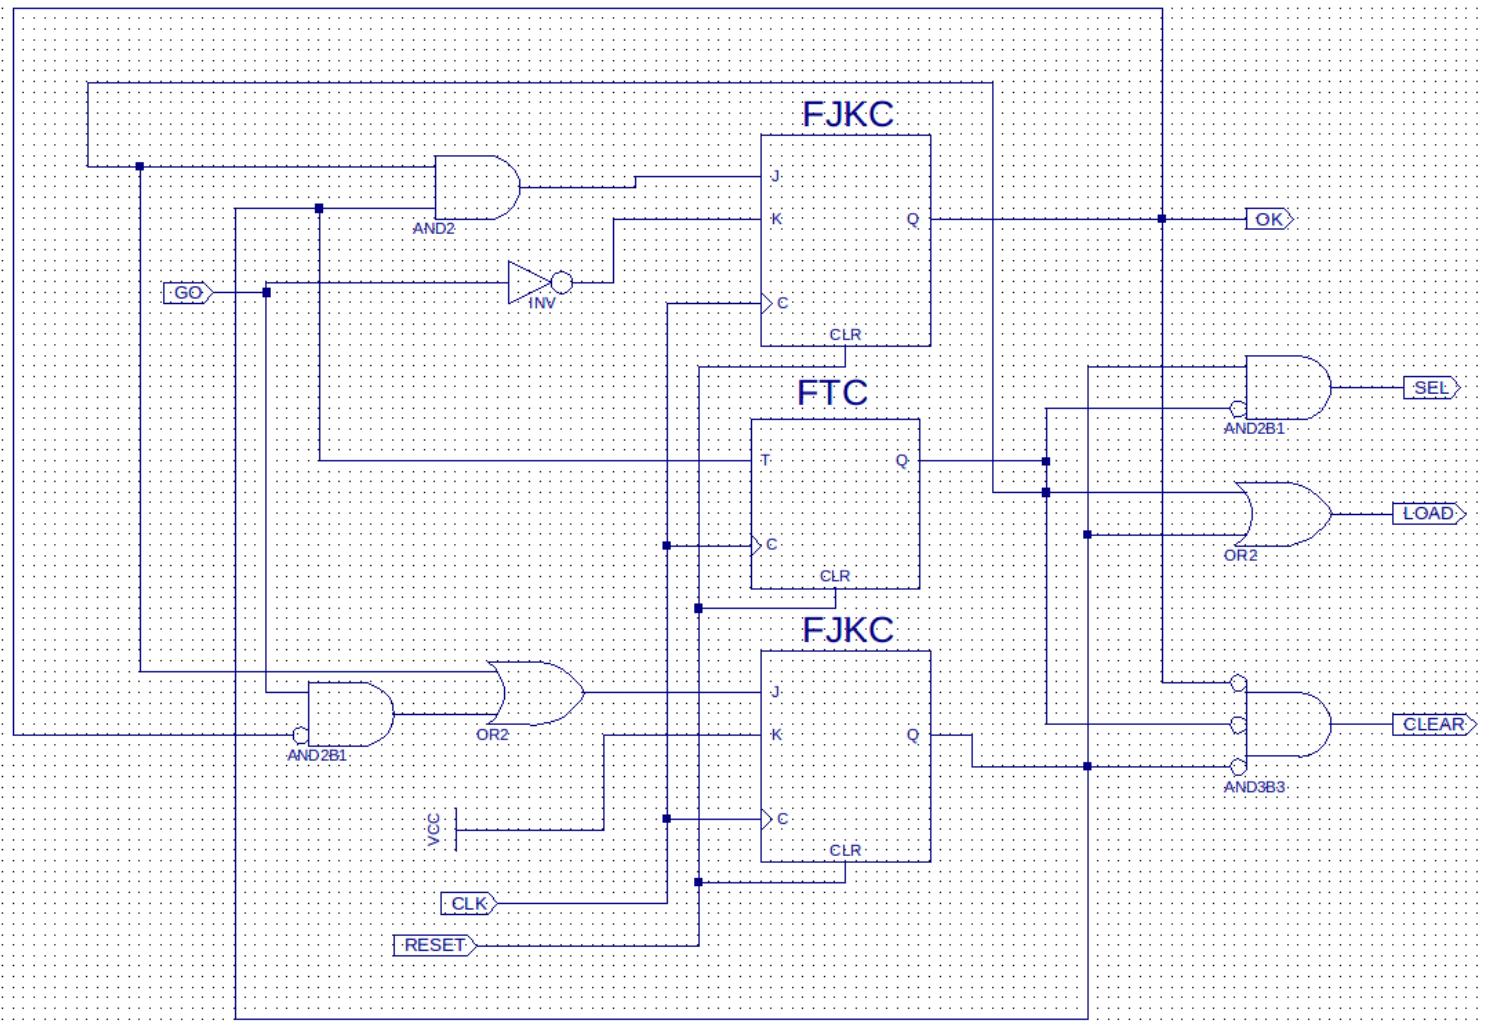 FJKC
J
K
Q
OK
AND2
GO
INV
C
CLR
FTC
SEL
AND2B1
T
Q
LOAD
C
OR2
CLR
FJKC
J
OR2
K
Q
CLEAR
AND2B1
AND3B3
VCC
C
CLR
CLK
RESET